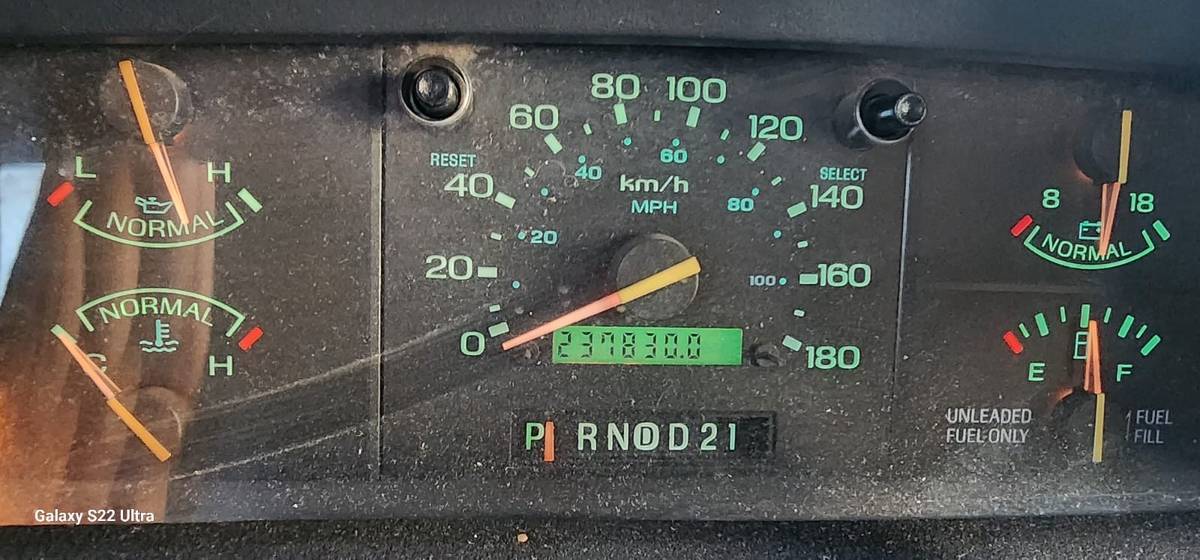 80 100
60 120
RESET
SELECT
40 60
40 km/h 140
MPH 80
L H
NORMAL
20
20 100 160
8 18
NORMAL
NORMAL
C H
0 237830.0 180
E F
P R N D D 2 1
UNLEADED
FUEL ONLY
FUEL
FILL
Galaxy S22 Ultra